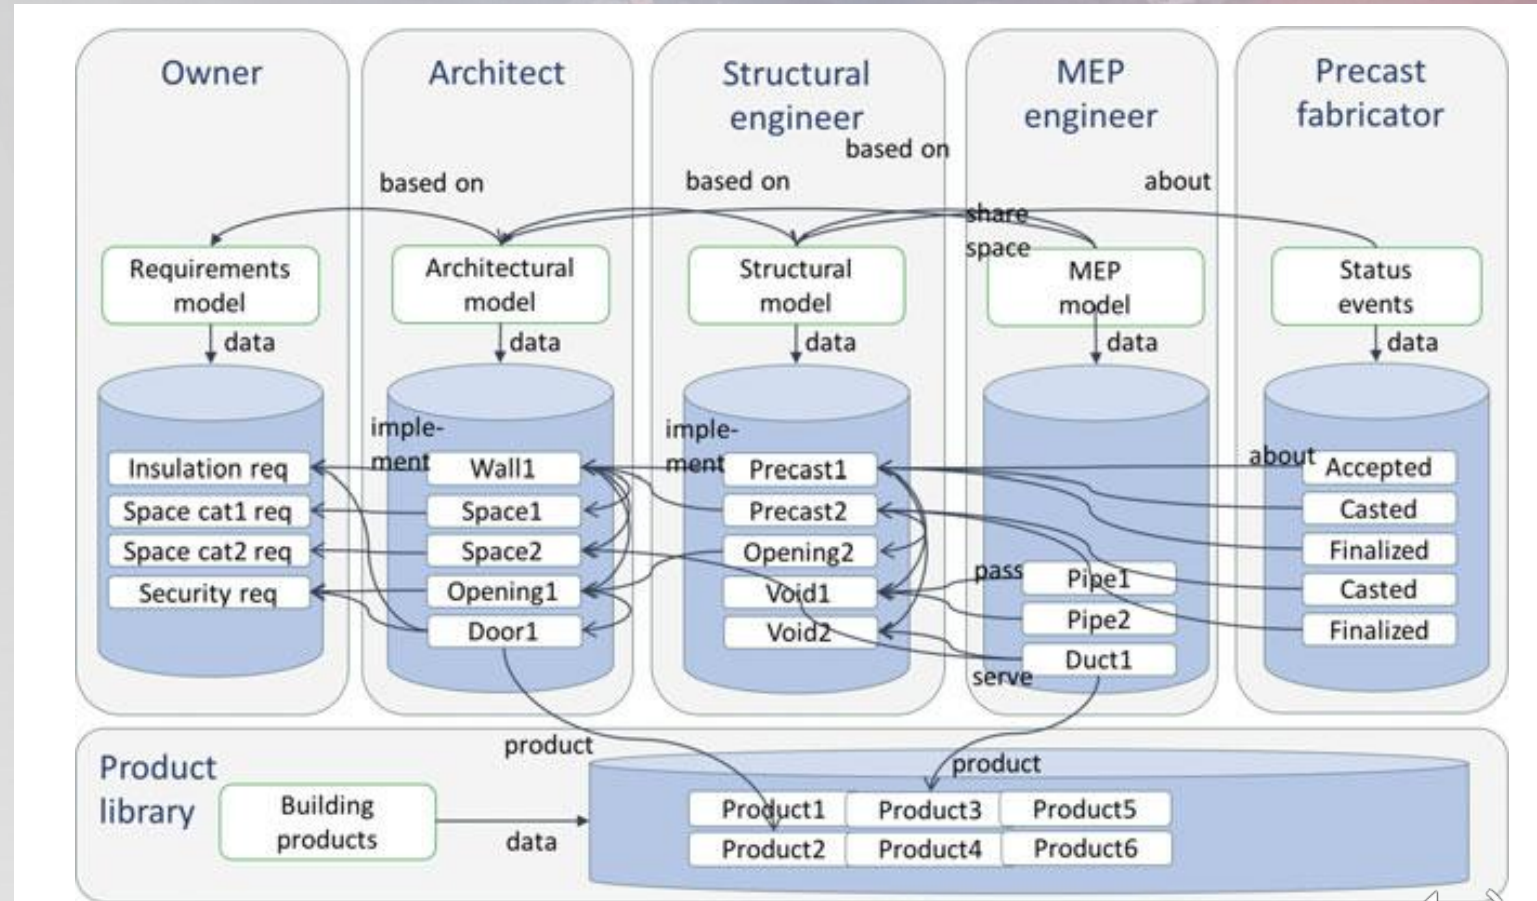 Owner
Architect
Structural
engineer
MEP
engineer
Precast
fabricator
based on
based on
based on
about
share
space
Requirements
model
Architectural
model
Structural
model
MEP
model
Status
events
data
data
data
data
data
imple-
ment
imple-
ment
about
Insulation req
Space cat1 req
Space cat2 req
Security req
Wall1
Space1
Space2
Opening1
Door1
Precast1
Precast2
Opening2
Void1
Void2
pass
Pipe1
Pipe2
Duct1
serve
Accepted
Casted
Finalized
Casted
Finalized
product
product
Product
library
Building
products
data
Product1
Product3
Product5
Product2
Product4
Product6